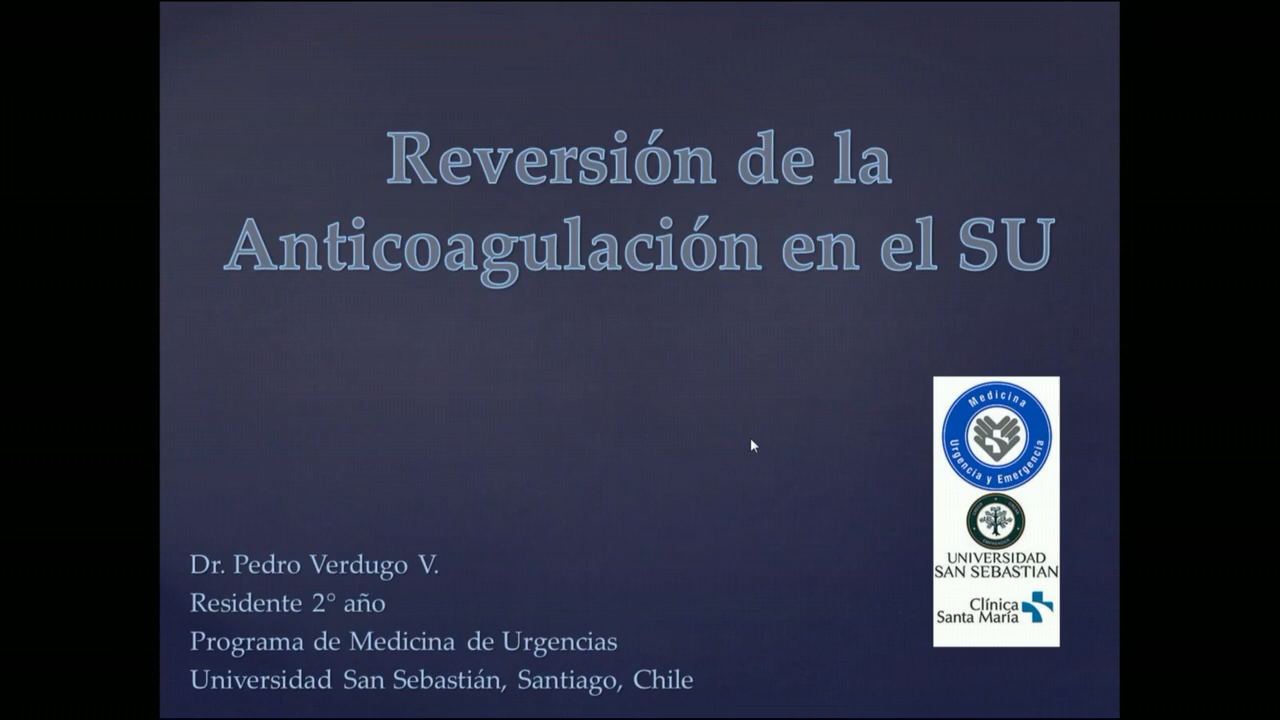 Reversión de la
Anticoagulación en el SU
Medicina
Urgencia y Emergencia
UNIVERSIDAD
SAN SEBASTIAN
Clínica
Santa María
Dr. Pedro Verdugo V.
Residente 2° año
Programa de Medicina de Urgencias
Universidad San Sebastián, Santiago, Chile